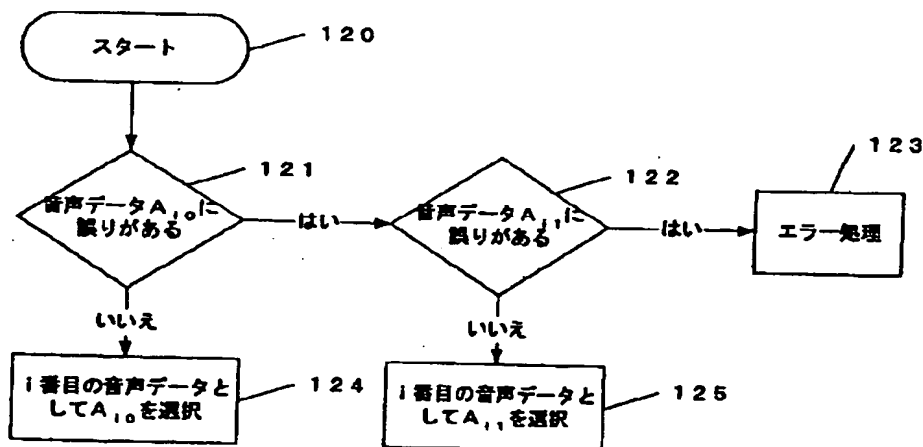 スタート
120
121
音声データA_i0に
誤りがある
はい
122
音声データA_i1に
誤りがある
はい
123
エラー処理
いいえ
いいえ
i番目の音声データと
してA_i0を選択
124
i番目の音声データと
してA_i1を選択
125